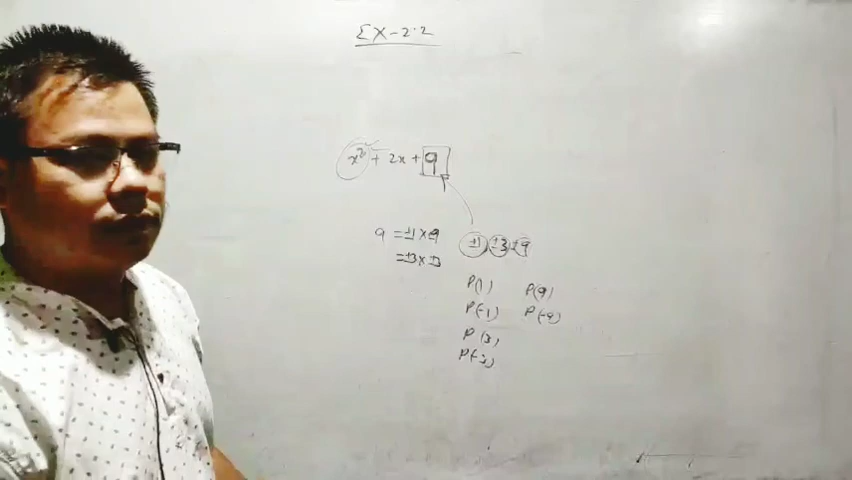 EX-2.2
x² + 2x + 9
9 = ±1 × ±9
= ±3 × ±3
±1, ±3, ±9
P(1)
P(-1)
P(3)
P(-3)
P(9)
P(-9)